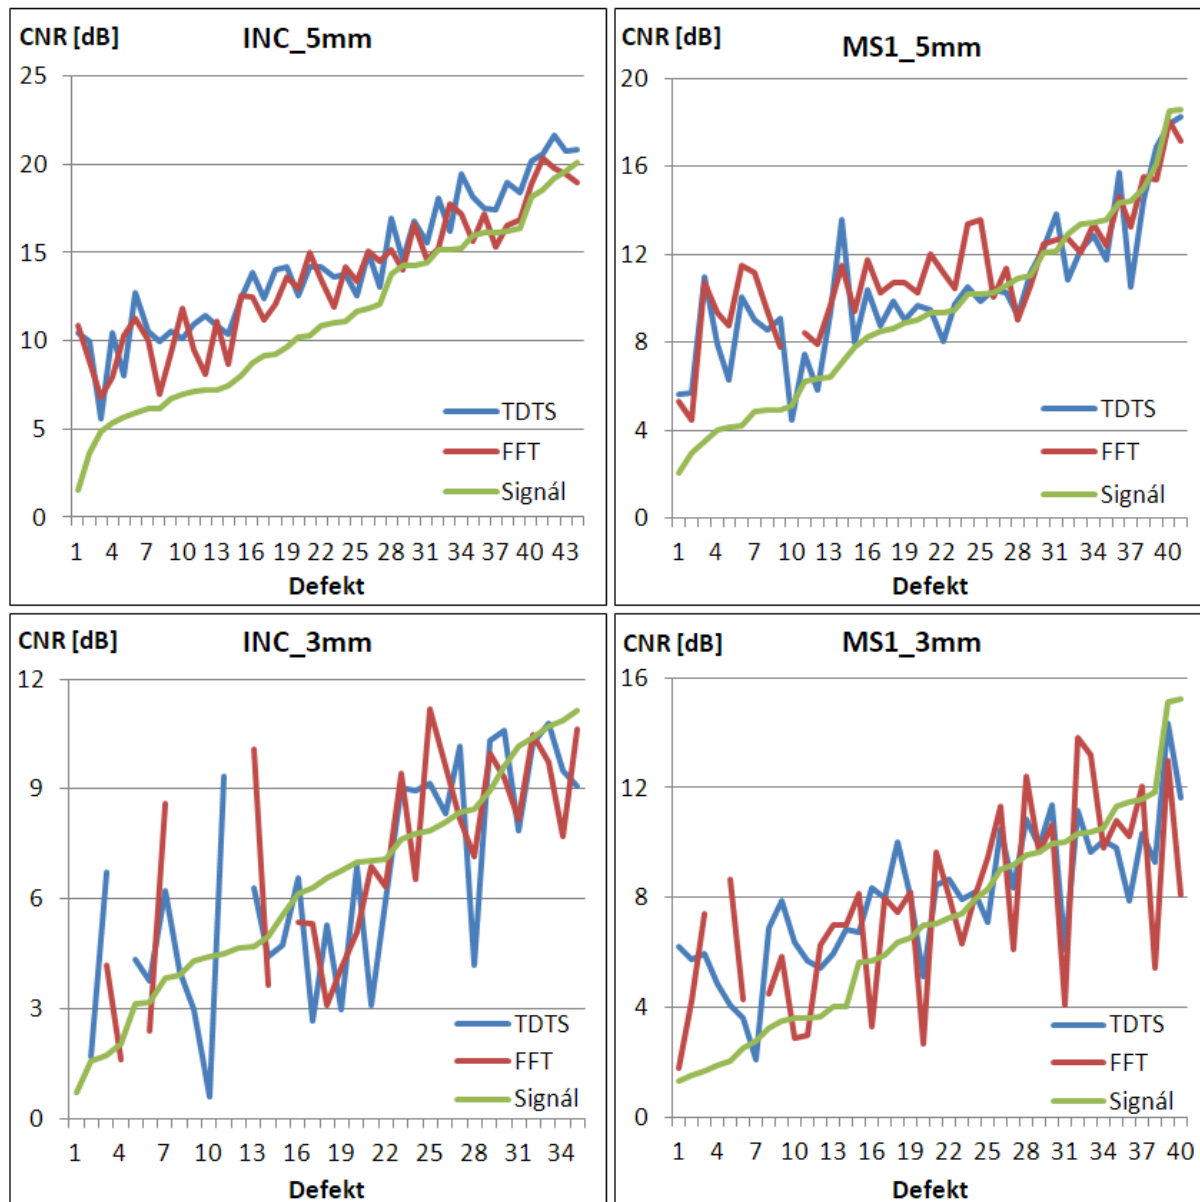 CNR [dB]
INC_5mm
25
20
15
10
5
0
TDTS
FFT
Signál
1 4 7 10 13 16 19 22 25 28 31 34 37 40 43
Defekt
CNR [dB]
MS1_5mm
20
16
12
8
4
0
TDTS
FFT
Signál
1 4 7 10 13 16 19 22 25 28 31 34 37 40
Defekt
CNR [dB]
INC_3mm
12
9
6
3
0
TDTS
FFT
Signál
1 4 7 10 13 16 19 22 25 28 31 34
Defekt
CNR [dB]
MS1_3mm
16
12
8
4
0
TDTS
FFT
Signál
1 4 7 10 13 16 19 22 25 28 31 34 37 40
Defekt